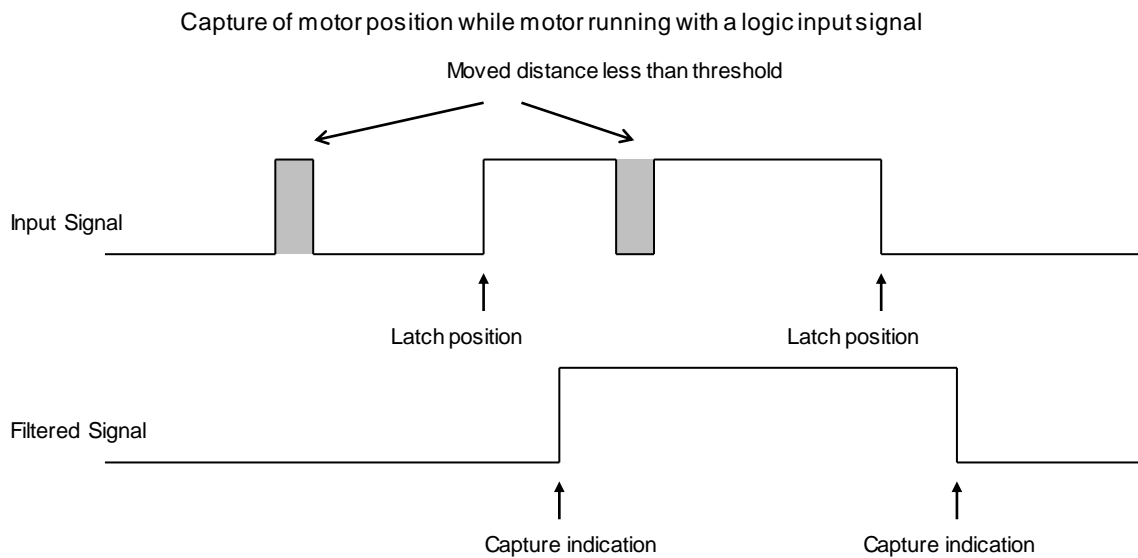 Capture of motor position while motor running with a logic input signal
Moved distance less than threshold
Input Signal
Latch position
Latch position
Filtered Signal
Capture indication
Capture indication